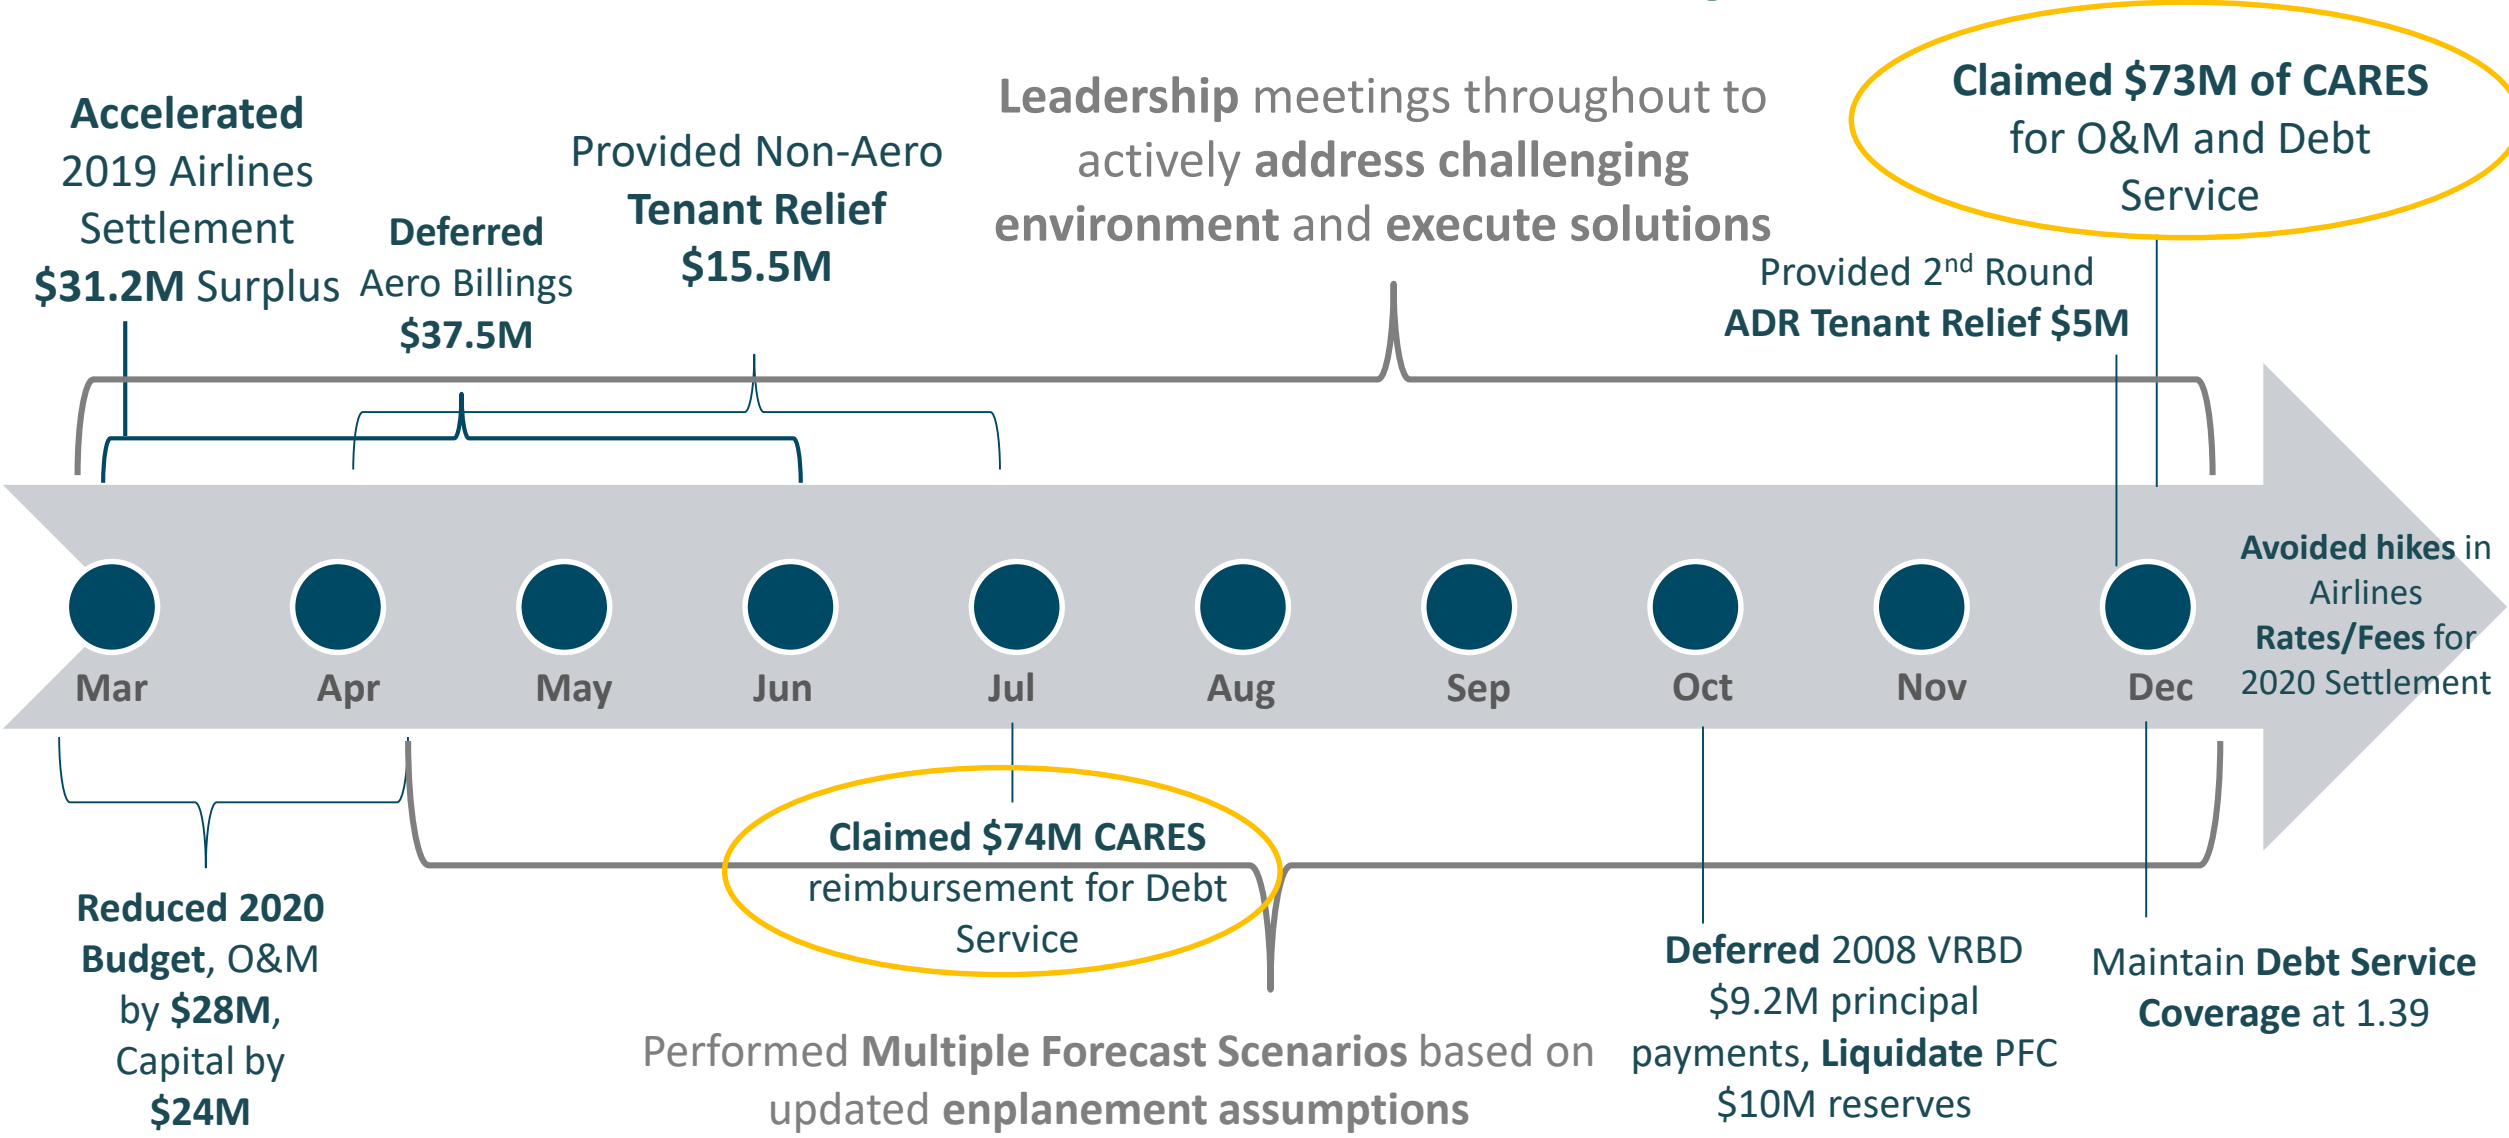 Accelerated
2019 Airlines
Settlement
$31.2M Surplus
Deferred
Aero Billings
$37.5M
Provided Non-Aero
Tenant Relief
$15.5M
Leadership meetings throughout to
actively address challenging
environment and execute solutions
Claimed $73M of CARES
for O&M and Debt
Service
Provided 2nd Round
ADR Tenant Relief $5M
Mar
Apr
May
Jun
Jul
Aug
Sep
Oct
Nov
Dec
Avoided hikes in
Airlines
Rates/Fees for
2020 Settlement
Reduced 2020
Budget, O&M
by $28M,
Capital by
$24M
Claimed $74M CARES
reimbursement for Debt
Service
Performed Multiple Forecast Scenarios based on
updated enplanement assumptions
Deferred 2008 VRBD
$9.2M principal
payments, Liquidate PFC
$10M reserves
Maintain Debt Service
Coverage at 1.39